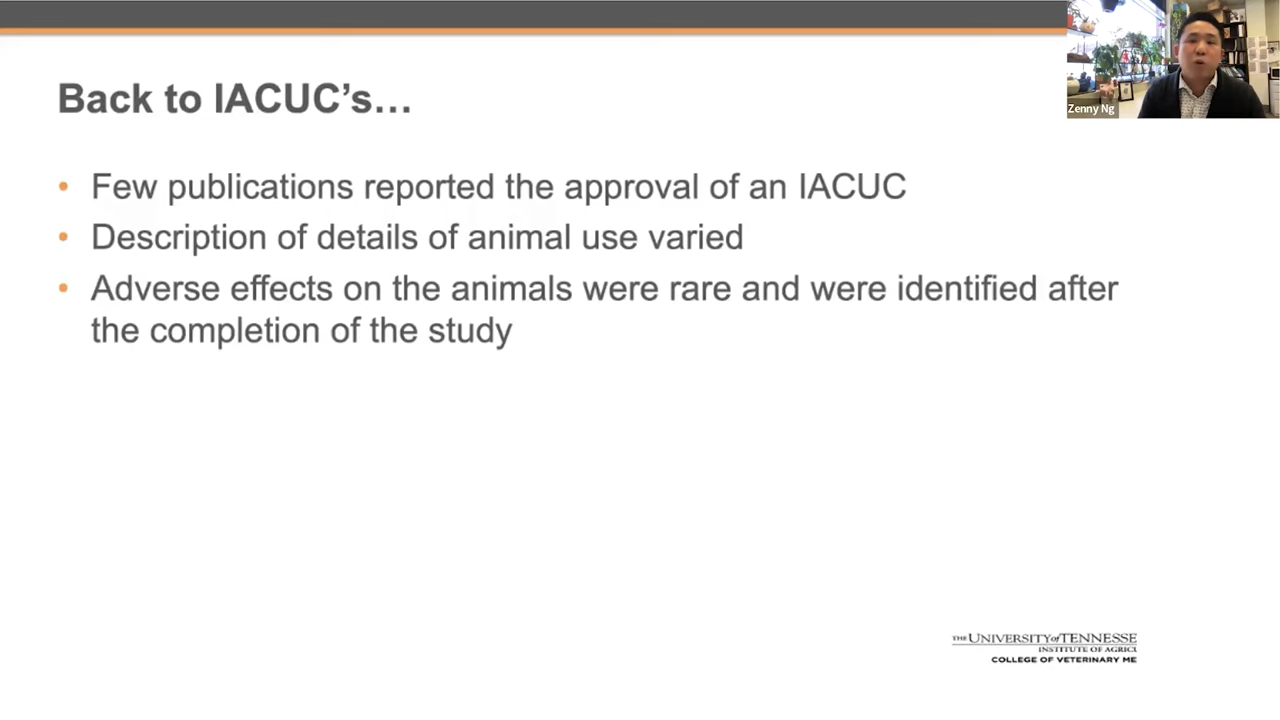 Zenny Ng
Back to IACUC’s…
• Few publications reported the approval of an IACUC
• Description of details of animal use varied
• Adverse effects on the animals were rare and were identified after
the completion of the study
THE UNIVERSITY of TENNESSE
INSTITUTE OF AGRICU
COLLEGE OF VETERINARY ME